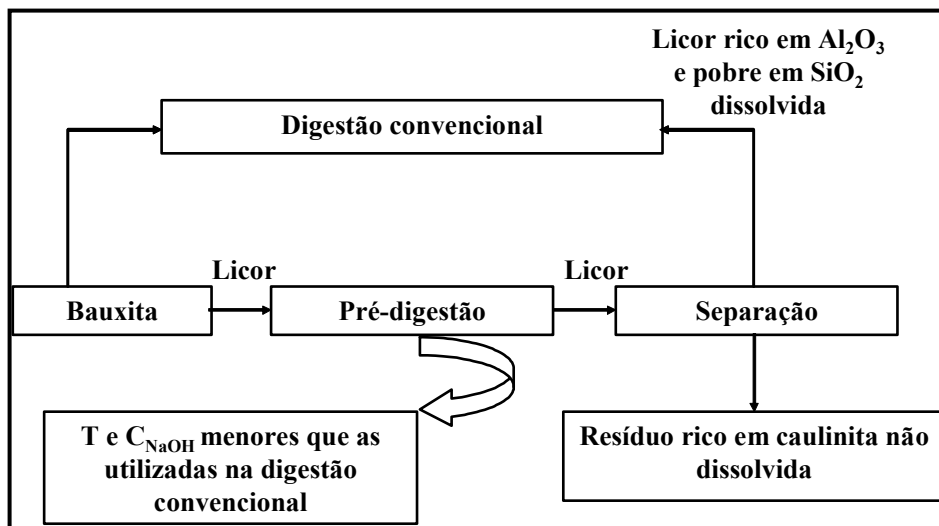 Licor rico em Al₂O₃
e pobre em SiO₂
dissolvida
Digestão convencional
Licor
Licor
Bauxita
Pré-digestão
Separação
T e C_NaOH menores que as
utilizadas na digestão
convencional
Resíduo rico em caulinita não
dissolvida